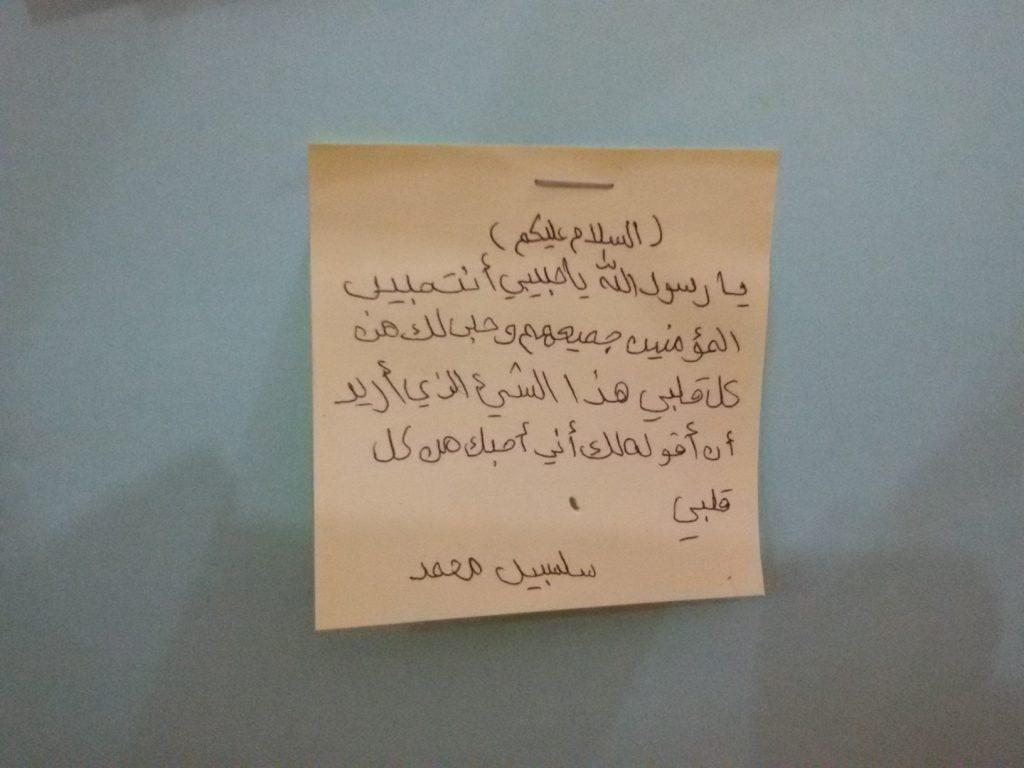 (السلام عليكم)
يا رسول الله يا حبيبي أنت حبيب
المؤمنين جميعهم وحبي لك من
كل قلبي هذا الشيء الذي أريد
أن أقوله لك أني أحبك من كل
قلبي
سلسبيل محمد